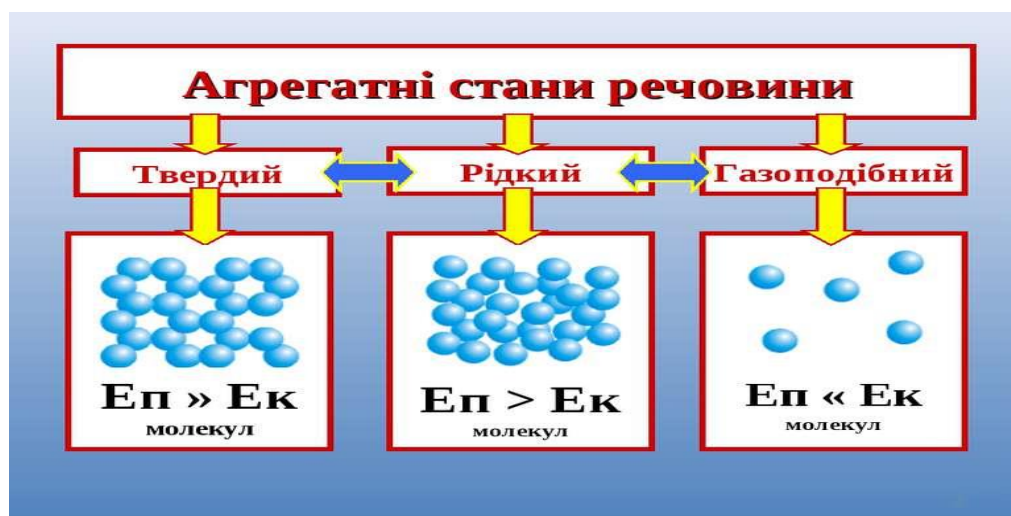 Агрегатні стани речовини
Твердий
Рідкий
Газоподібний
Еп » Ек
молекул
Еп > Ек
молекул
Еп « Ек
молекул